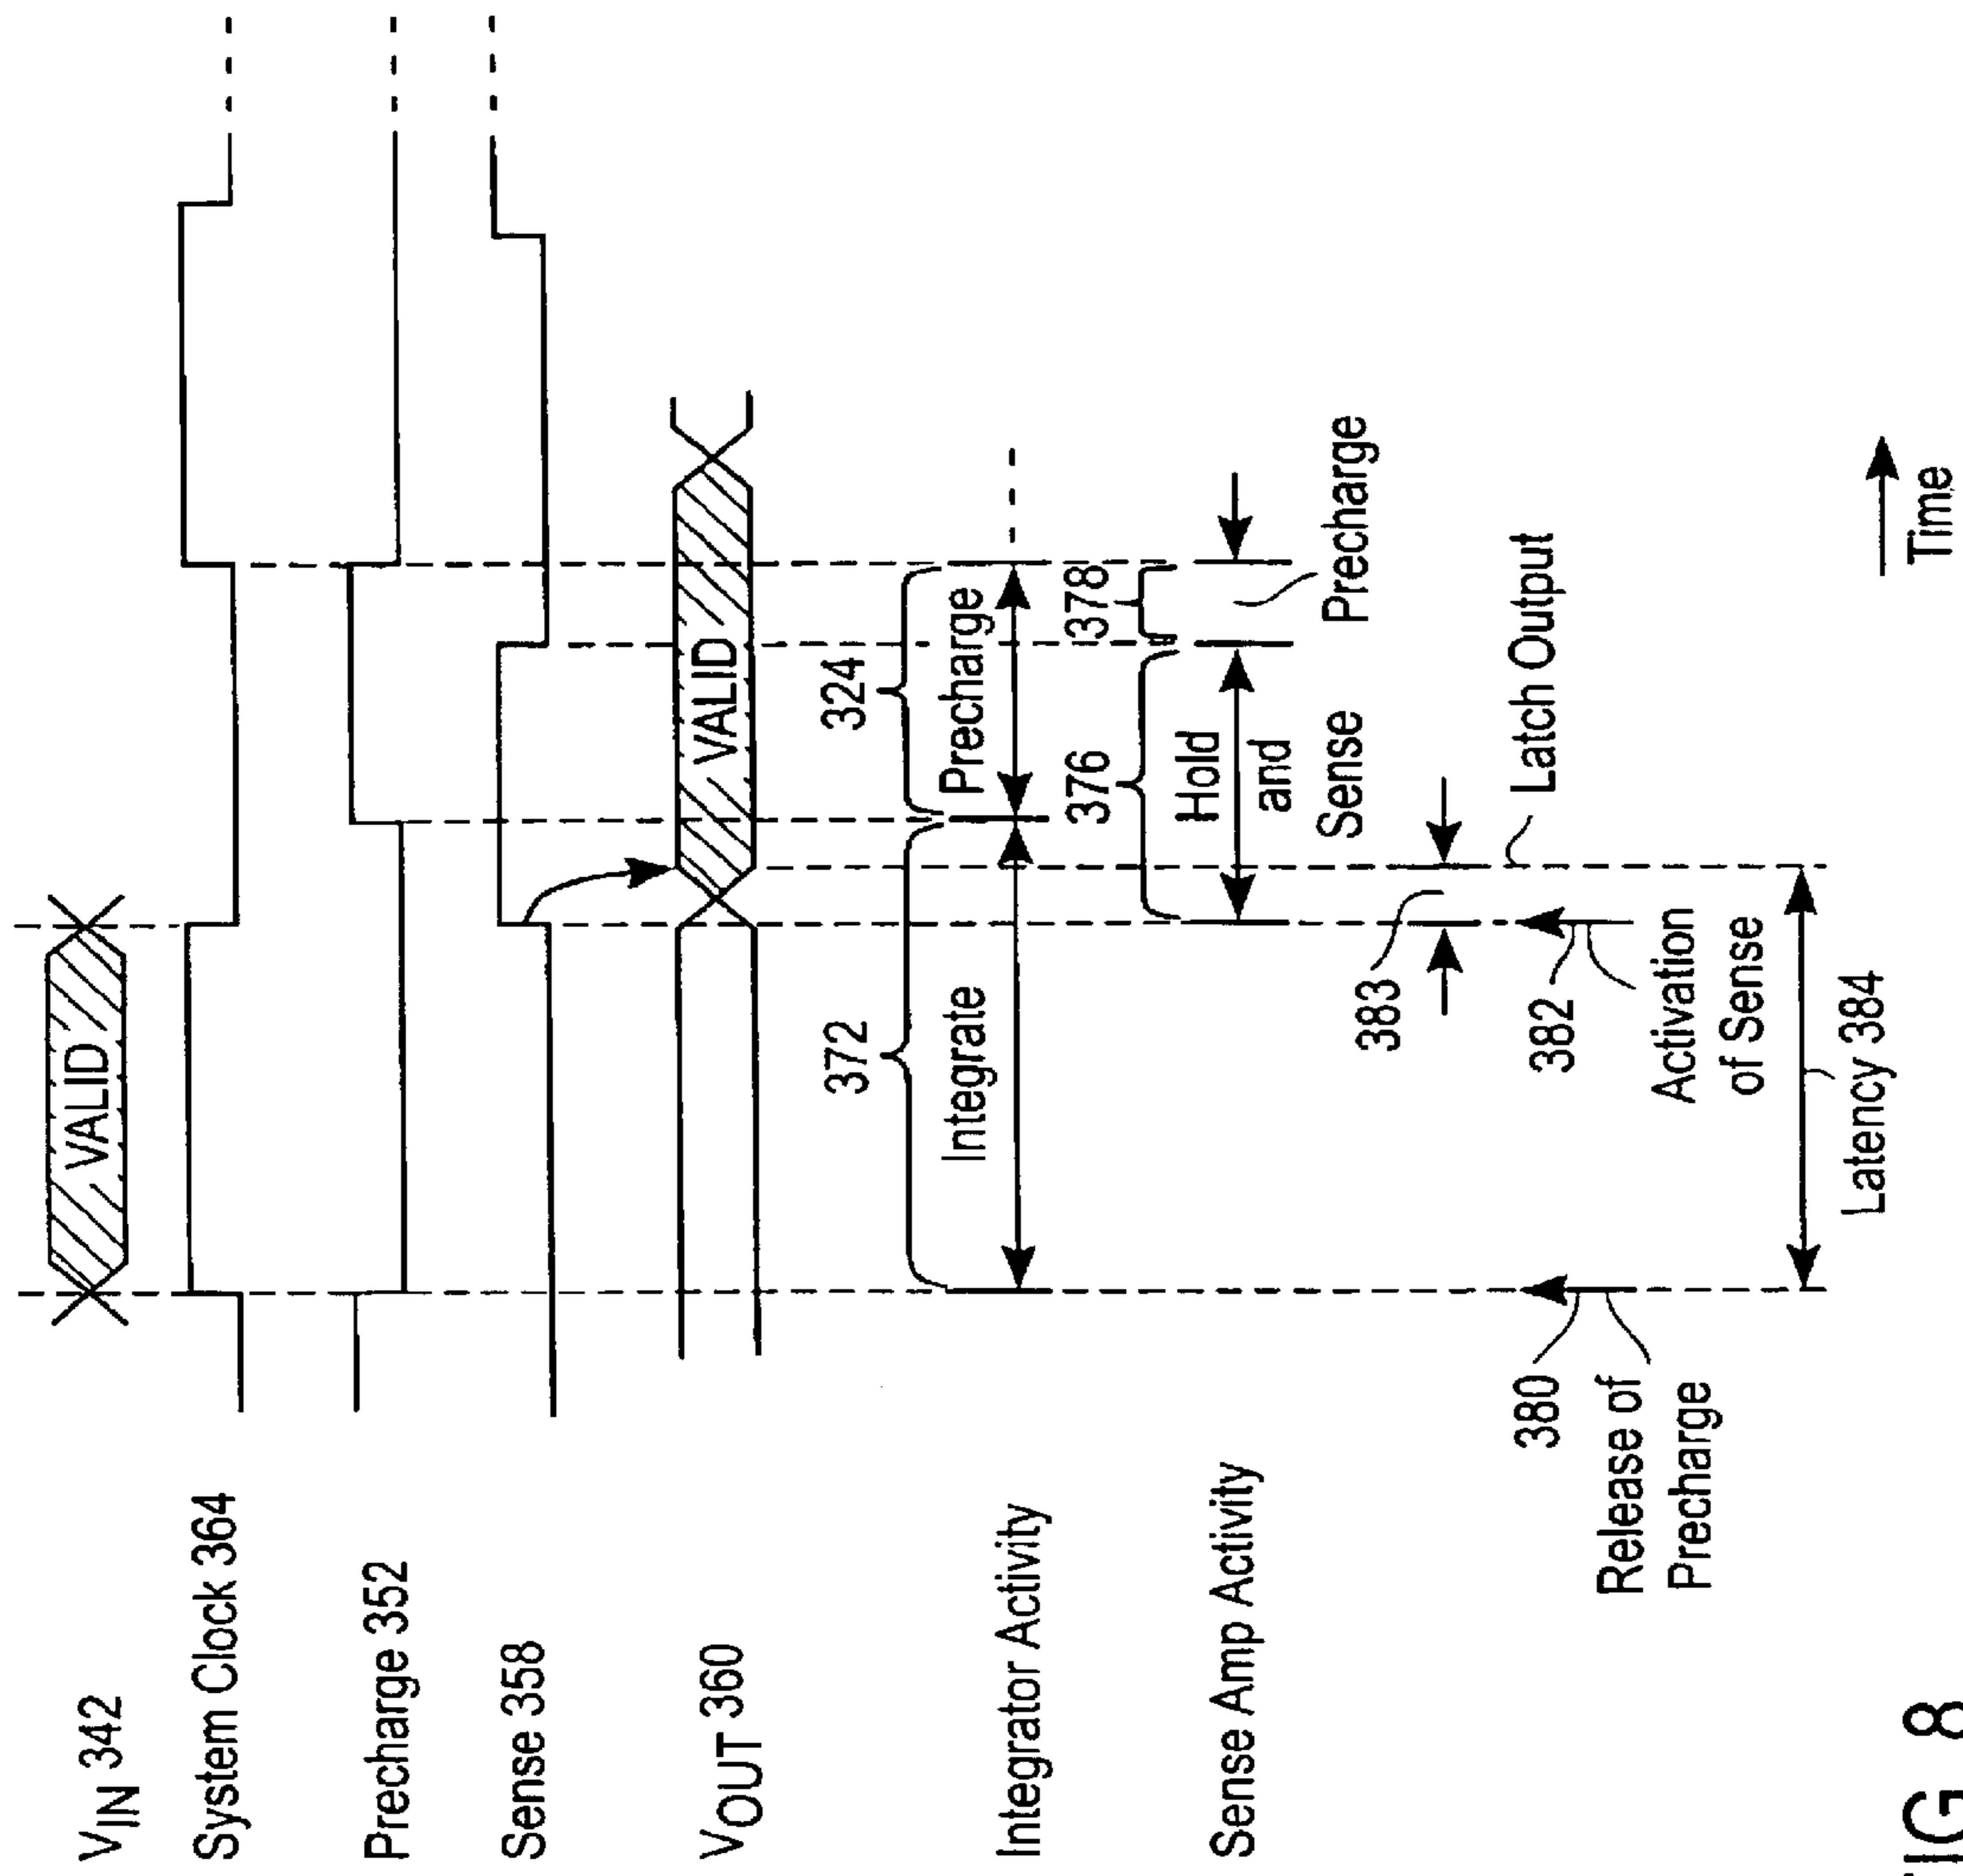 VIN 342
VALID
System Clock 364
Precharge 352
Sense 358
VOUT 360
VALID
372
324
Integrator Activity
Integrate
Precharge
376
378
Sense Amp Activity
Hold
and
Sense
Precharge
383
Latch Output
380
382
Release of
Precharge
Activation
of Sense
Latency 384
Time
IG 8